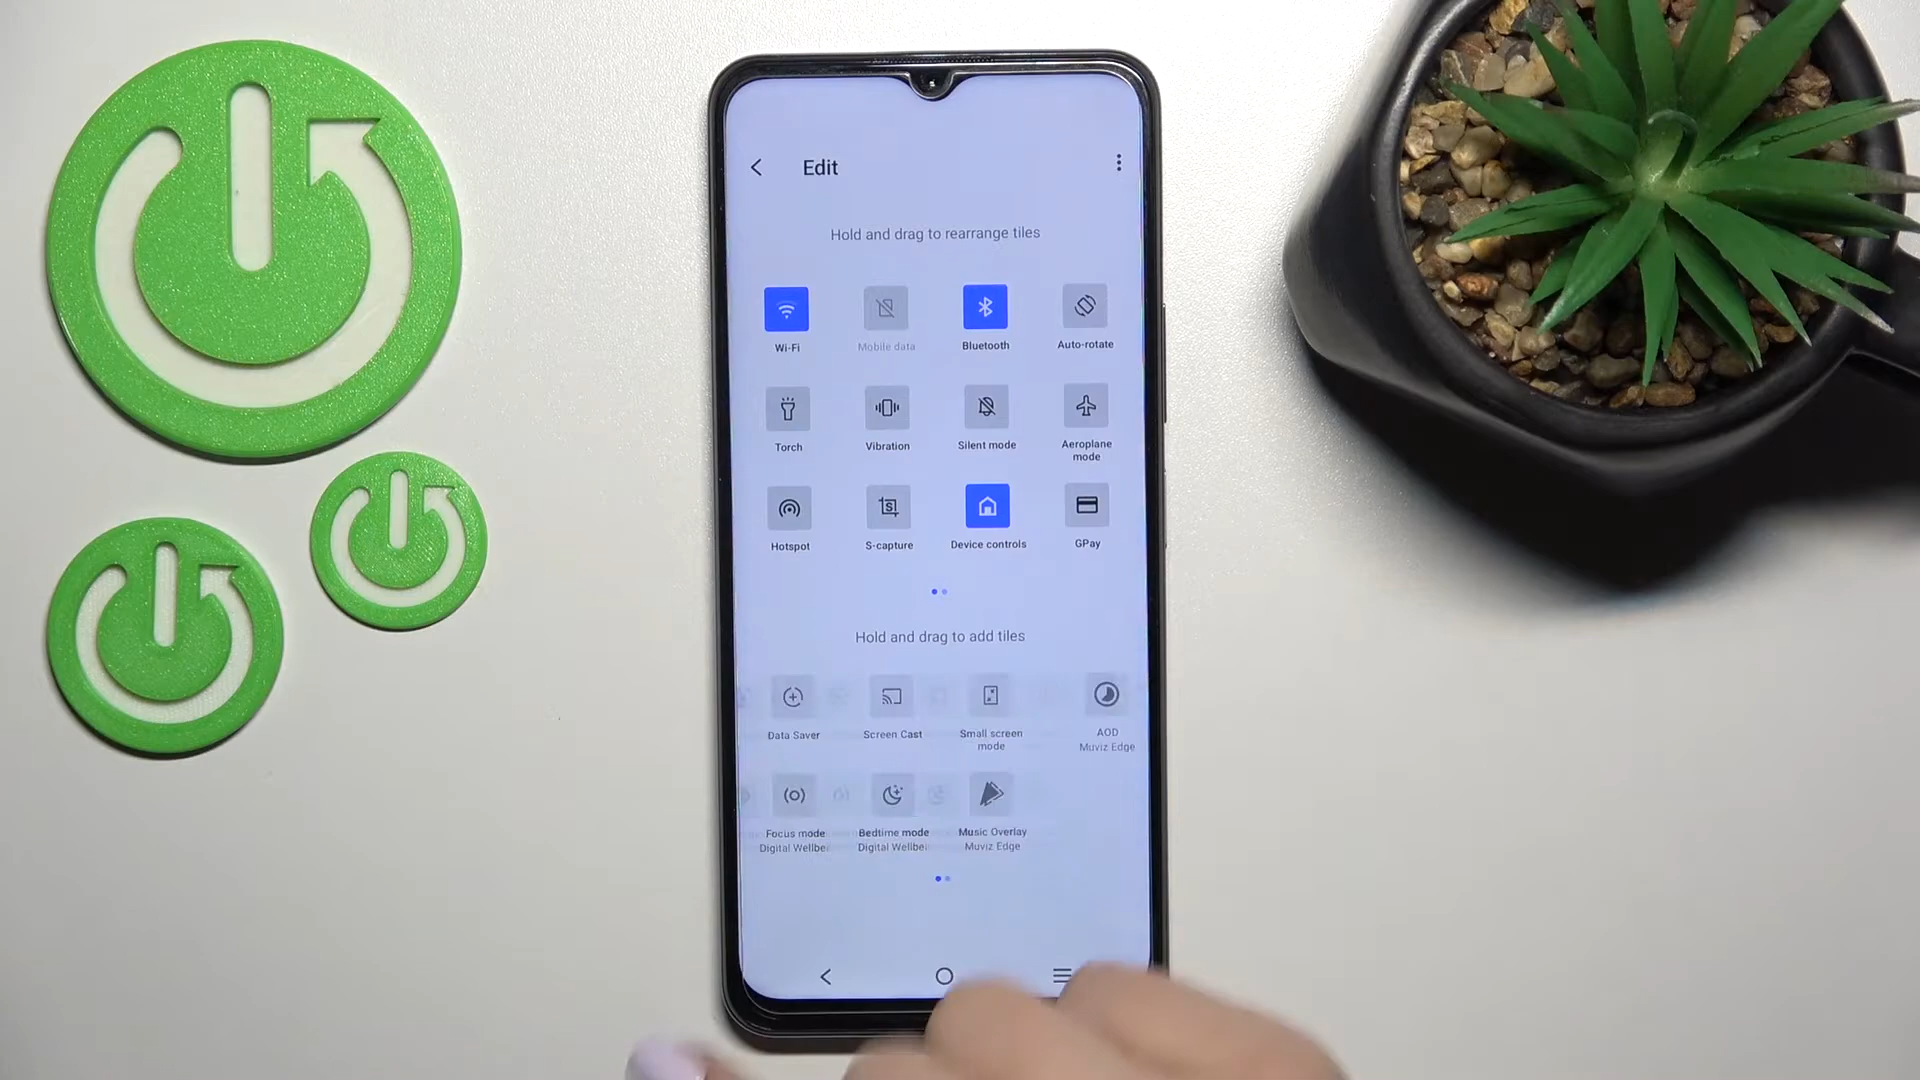 Edit
Hold and drag to rearrange tiles
Wi-Fi
Mobile data
Bluetooth
Auto-rotate
Torch
Vibration
Silent mode
Aeroplane
mode
Hotspot
S-capture
Device controls
GPay
Hold and drag to add tiles
Data Saver
Screen Cast
Small screen
mode
AOD
Muviz Edge
Focus mode
Digital Wellbei
Bedtime mode
Digital Wellbei
Music Overlay
Muviz Edge